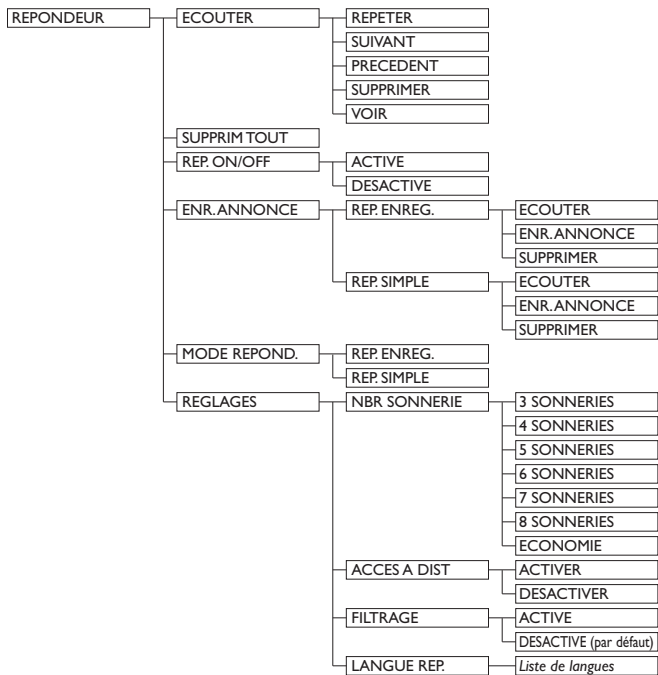 REPONDEUR ECOUTER REPETER
SUIVANT
PRECEDENT
SUPPRIMER
VOIR
SUPPRIM TOUT
REP. ON/OFF ACTIVE
DESACTIVE
ENR. ANNONCE REP. ENREG. ECOUTER
ENR. ANNONCE
SUPPRIMER
REP. SIMPLE ECOUTER
ENR. ANNONCE
SUPPRIMER
MODE REPOND. REP. ENREG.
REP. SIMPLE
REGLAGES NBR SONNERIE 3 SONNERIES
4 SONNERIES
5 SONNERIES
6 SONNERIES
7 SONNERIES
8 SONNERIES
ECONOMIE
ACCES A DIST ACTIVER
DESACTIVER
FILTRAGE ACTIVE
DESACTIVE (par défaut)
LANGUE REP. Liste de langues